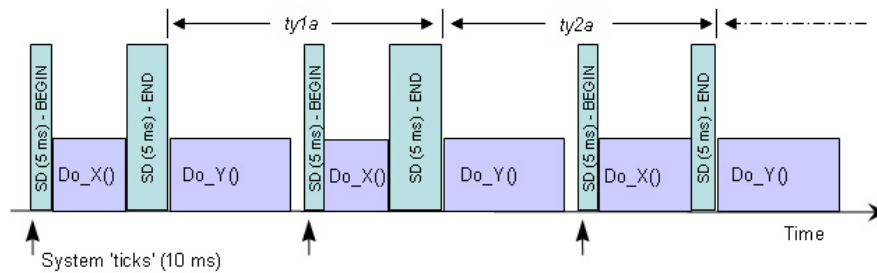 ty1a
ty2a
SD (5 ms) - BEGIN
Do_X()
SD (5 ms) - END
Do_Y()
SD (5 ms) - BEGIN
Do_X()
SD (5 ms) - END
Do_Y()
SD (5 ms) - BEGIN
Do_X()
SD (5 ms) - END
Do_Y()
Time
System 'ticks' (10 ms)